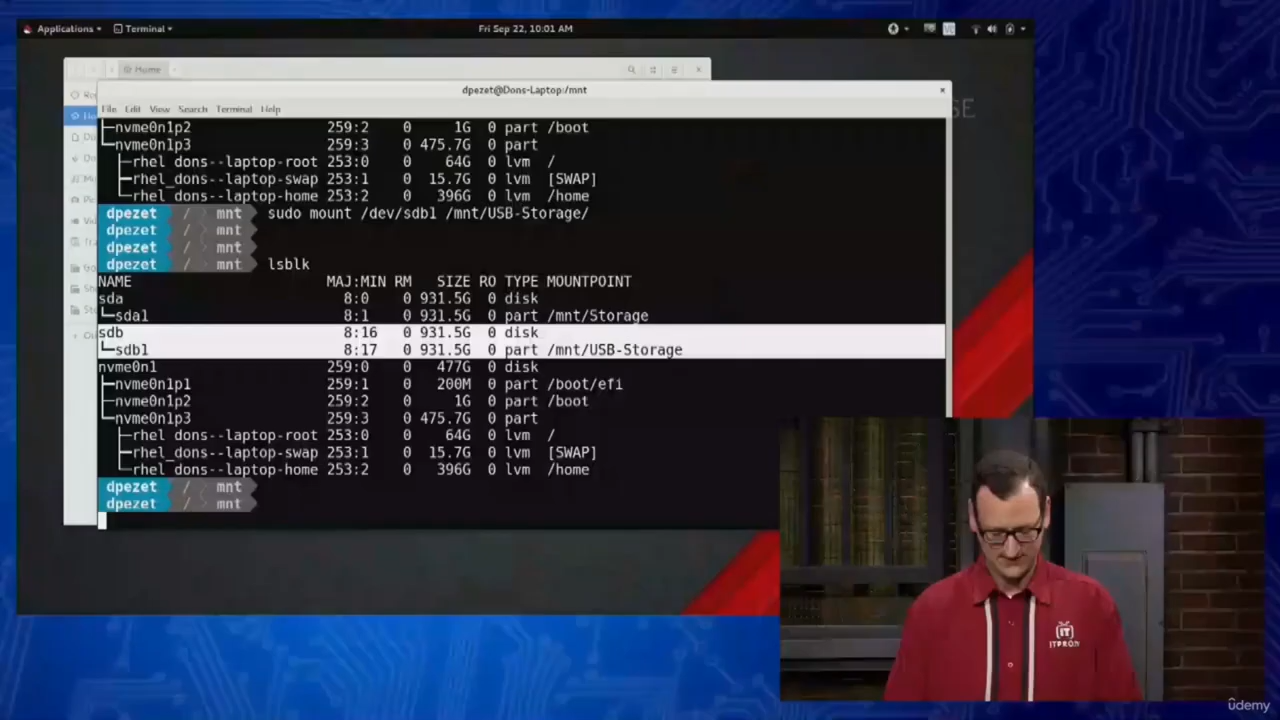 Applications Terminal Fri Sep 22, 10:01 AM
Home
dpezet@Dons-Laptop:/mnt
File Edit View Search Terminal Help
├─nvme0n1p2 259:2 0 1G 0 part /boot
└─nvme0n1p3 259:3 0 475.7G 0 part
├─rhel_dons--laptop-root 253:0 0 64G 0 lvm /
├─rhel_dons--laptop-swap 253:1 0 15.7G 0 lvm [SWAP]
└─rhel_dons--laptop-home 253:2 0 396G 0 lvm /home
dpezet / mnt sudo mount /dev/sdb1 /mnt/USB-Storage/
dpezet / mnt
dpezet / mnt
dpezet / mnt lsblk
NAME MAJ:MIN RM SIZE RO TYPE MOUNTPOINT
sda 8:0 0 931.5G 0 disk
└─sda1 8:1 0 931.5G 0 part /mnt/Storage
sdb 8:16 0 931.5G 0 disk
└─sdb1 8:17 0 931.5G 0 part /mnt/USB-Storage
nvme0n1 259:0 0 477G 0 disk
├─nvme0n1p1 259:1 0 200M 0 part /boot/efi
├─nvme0n1p2 259:2 0 1G 0 part /boot
└─nvme0n1p3 259:3 0 475.7G 0 part
├─rhel_dons--laptop-root 253:0 0 64G 0 lvm /
├─rhel_dons--laptop-swap 253:1 0 15.7G 0 lvm [SWAP]
└─rhel_dons--laptop-home 253:2 0 396G 0 lvm /home
dpezet / mnt
dpezet / mnt
IT
ITPRO.TV
udemy